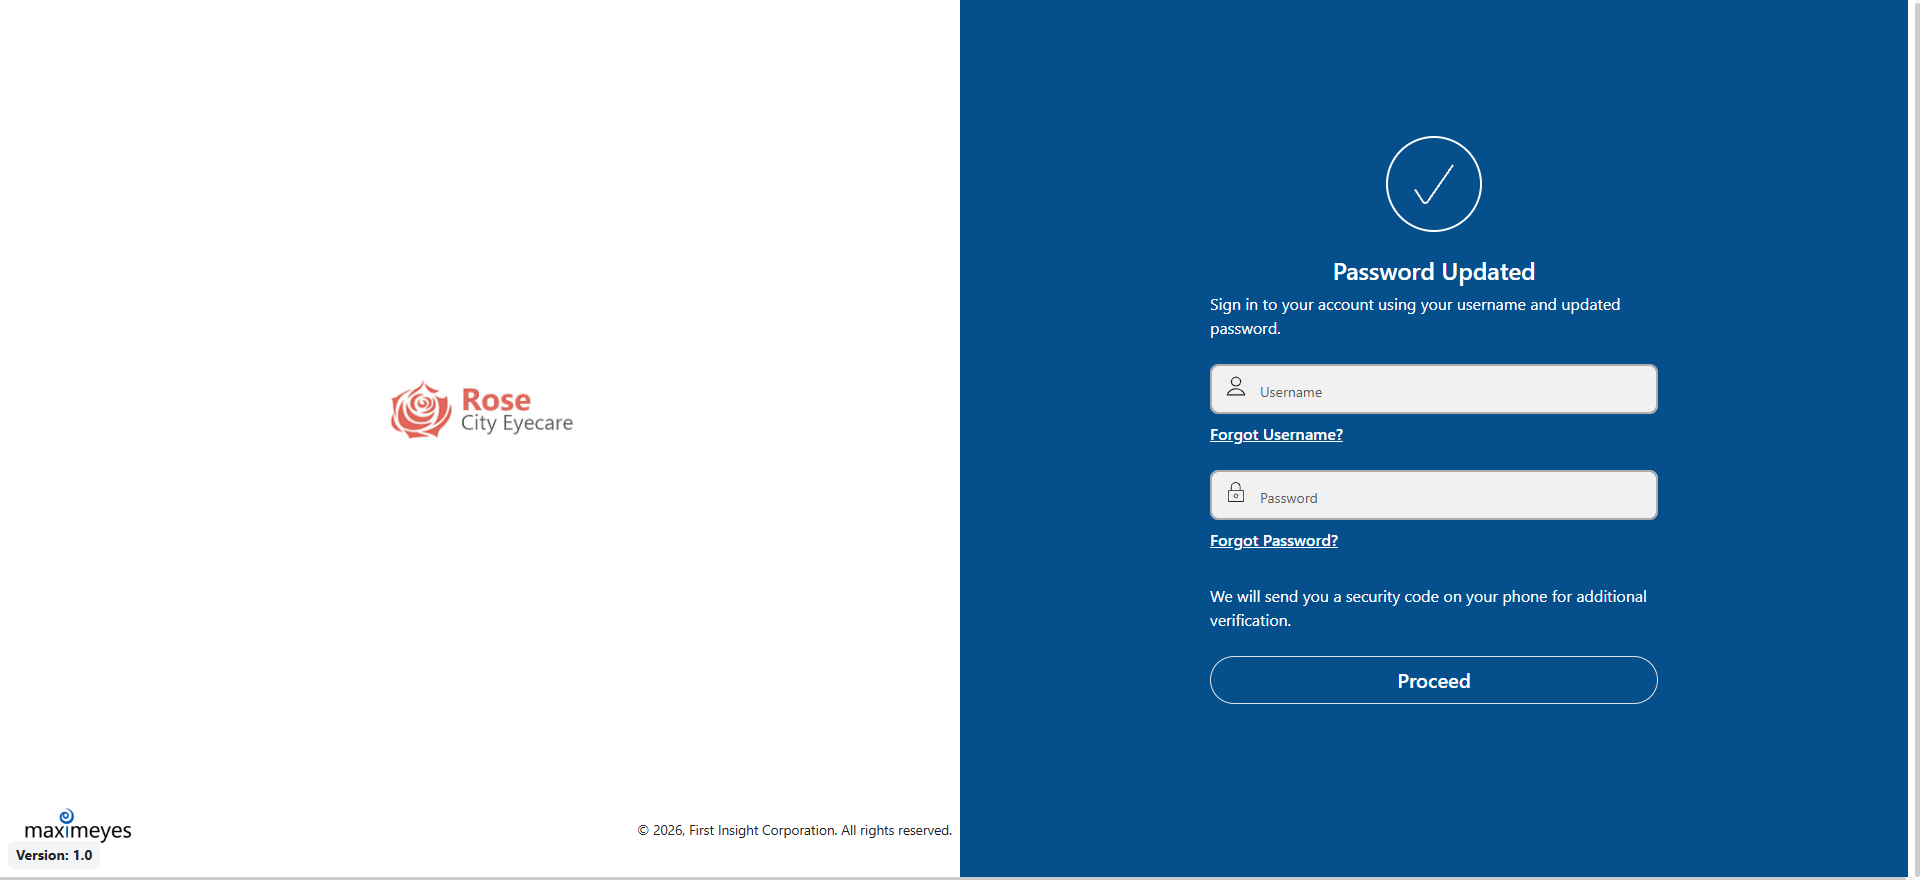 Rose
City Eyecare
maximeyes
Version: 1.0
© 2026, First Insight Corporation. All rights reserved.
Password Updated
Sign in to your account using your username and updated
password.
Username
Forgot Username?
Password
Forgot Password?
We will send you a security code on your phone for additional
verification.
Proceed